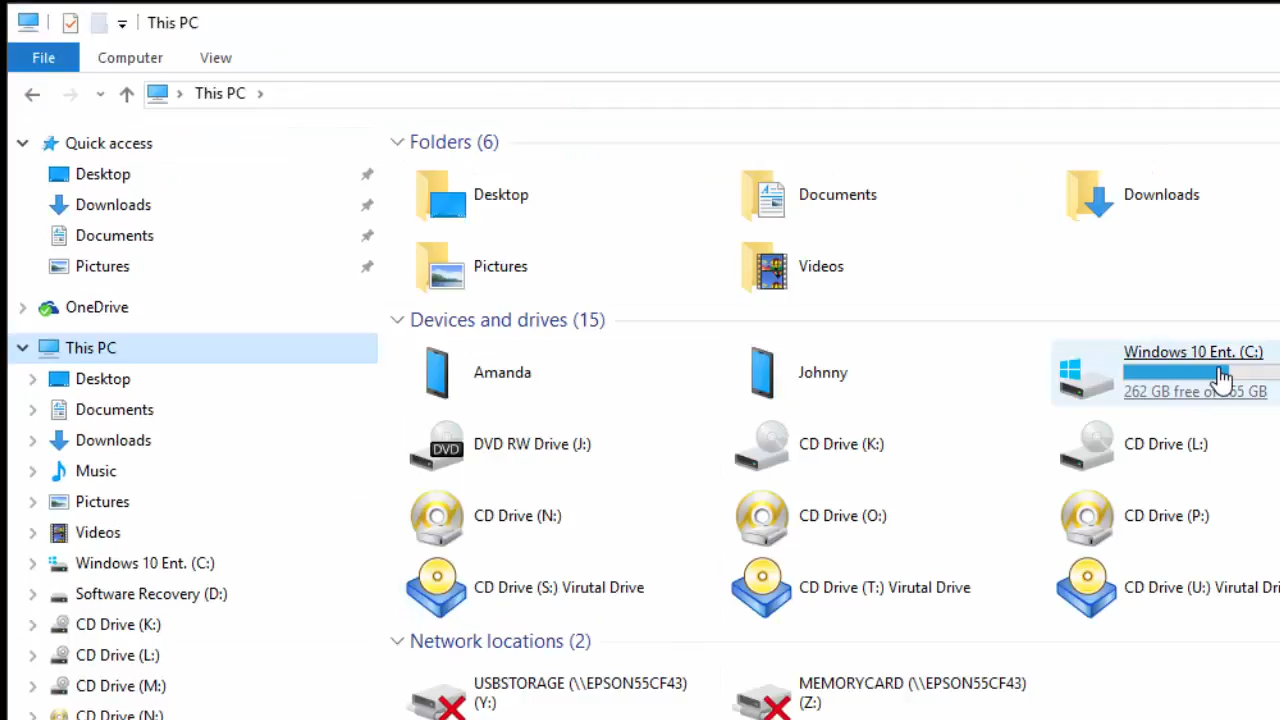 This PC
File Computer View
This PC
Quick access
Desktop
Downloads
Documents
Pictures
OneDrive
This PC
Desktop
Documents
Downloads
Music
Pictures
Videos
Windows 10 Ent. (C:)
Software Recovery (D:)
CD Drive (K:)
CD Drive (L:)
CD Drive (M:)
CD Drive (N:)
Folders (6)
Desktop Documents Downloads
Pictures Videos
Devices and drives (15)
Amanda Johnny Windows 10 Ent. (C:)
262 GB free GB
DVD
DVD RW Drive (J:) CD Drive (K:) CD Drive (L:)
CD Drive (N:) CD Drive (O:) CD Drive (P:)
CD Drive (S:) Virutal Drive CD Drive (T:) Virutal Drive CD Drive (U:) Virutal Dri
Network locations (2)
USBSTORAGE (\\EPSON55CF43) MEMORYCARD (\\EPSON55CF43)
(Y:) (Z:)